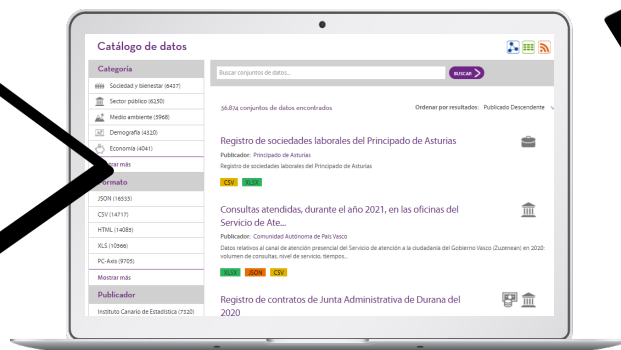 Catálogo de datos
Categoría
Sociedad y bienestar (6437)
Sector público (6250)
Medio ambiente (5968)
Demografía (4320)
Economía (4041)
rar más
Formato
JSON (16533)
CSV (14717)
HTML (14085)
XLS (10966)
PC-Axis (9705)
Mostrar más
Publicador
Instituto Canario de Estadística (7320)
Buscar conjuntos de datos...
BUSCAR
56.874 conjuntos de datos encontrados
Ordenar por resultados: Publicado Descendente
Registro de sociedades laborales del Principado de Asturias
Publicador: Principado de Asturias
Registro de sociedades laborales del Principado de Asturias
CSV XLSX
Consultas atendidas, durante el año 2021, en las oficinas del
Servicio de Ate...
Publicador: Comunidad Autónoma de País Vasco
Datos relativos al canal de atención presencial del Servicio de atención a la ciudadanía del Gobierno Vasco (Zuzenean) en 2020:
volumen de consultas, nivel de servicio, tiempos...
XLSX JSON CSV
Registro de contratos de Junta Administrativa de Durana del
2020